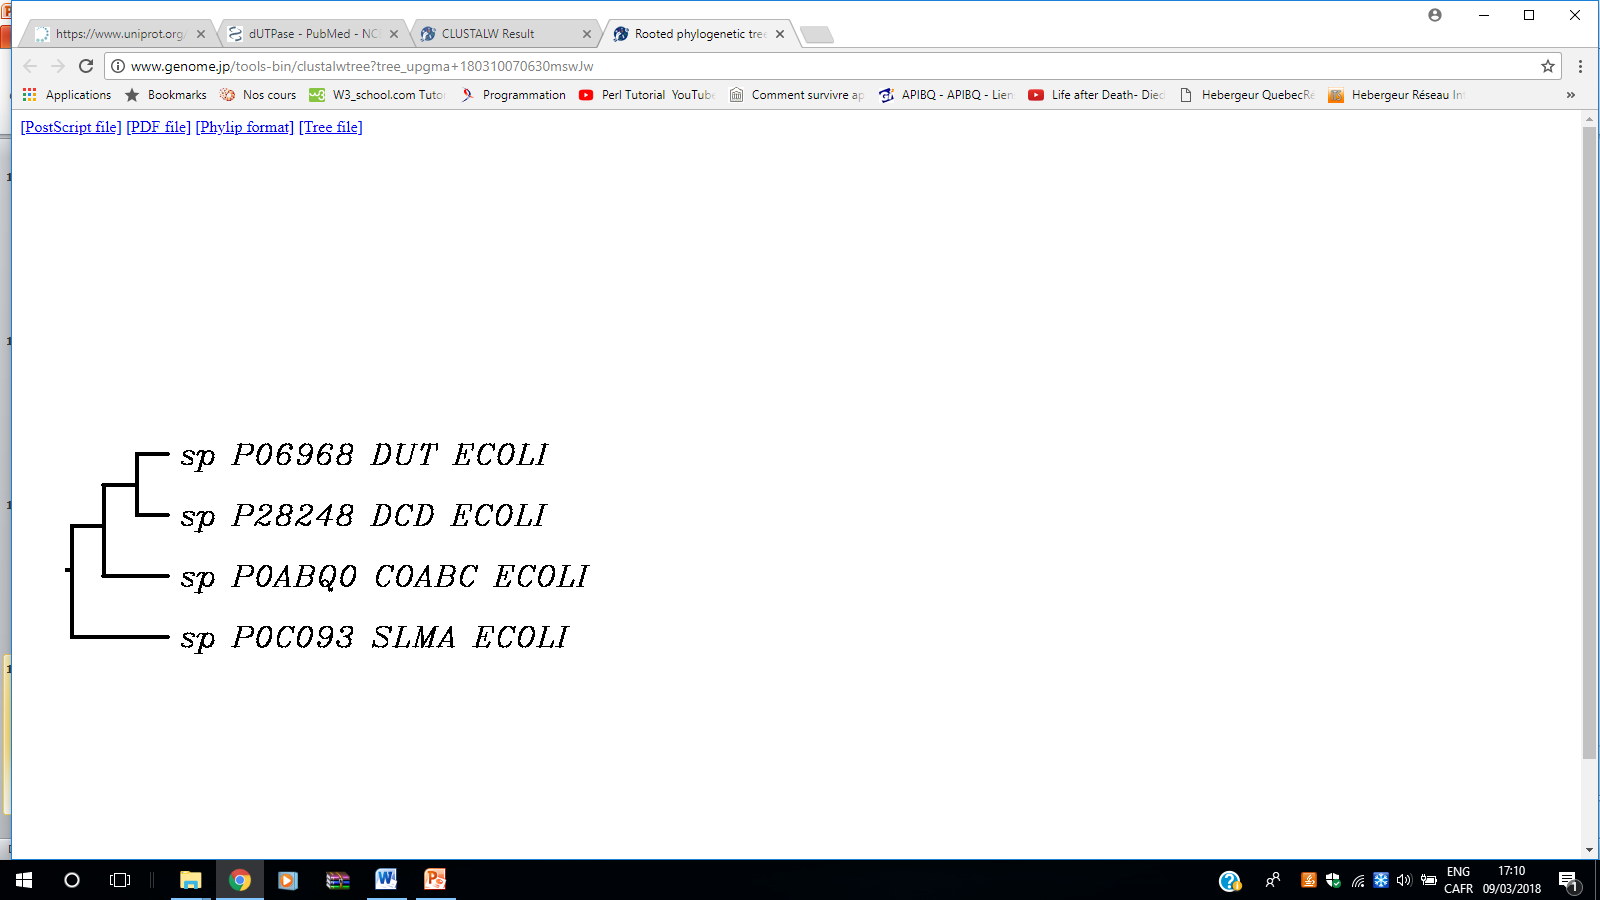 https://www.uniprot.org/
dUTPase - PubMed - NC
CLUSTALW Result
Rooted phylogenetic tre
www.genome.jp/tools-bin/clustalwtree?tree_upgma+180310070630mswJw
Applications
Bookmarks
Nos cours
W3_school.com Tuto
Programmation
Perl Tutorial YouTub
Comment survivre ap
APIBQ - APIBQ - Lien
Life after Death- Died
Hebergeur QuebecRe
Hebergeur Réseau In
»
[PostScript file] [PDF file] [Phylip format] [Tree file]
sp P06968 DUT ECOLI
sp P28248 DCD ECOLI
sp P0ABQ0 COABC ECOLI
sp P0C093 SLMA ECOLI
ENG
CAFR
17:10
09/03/2018
1